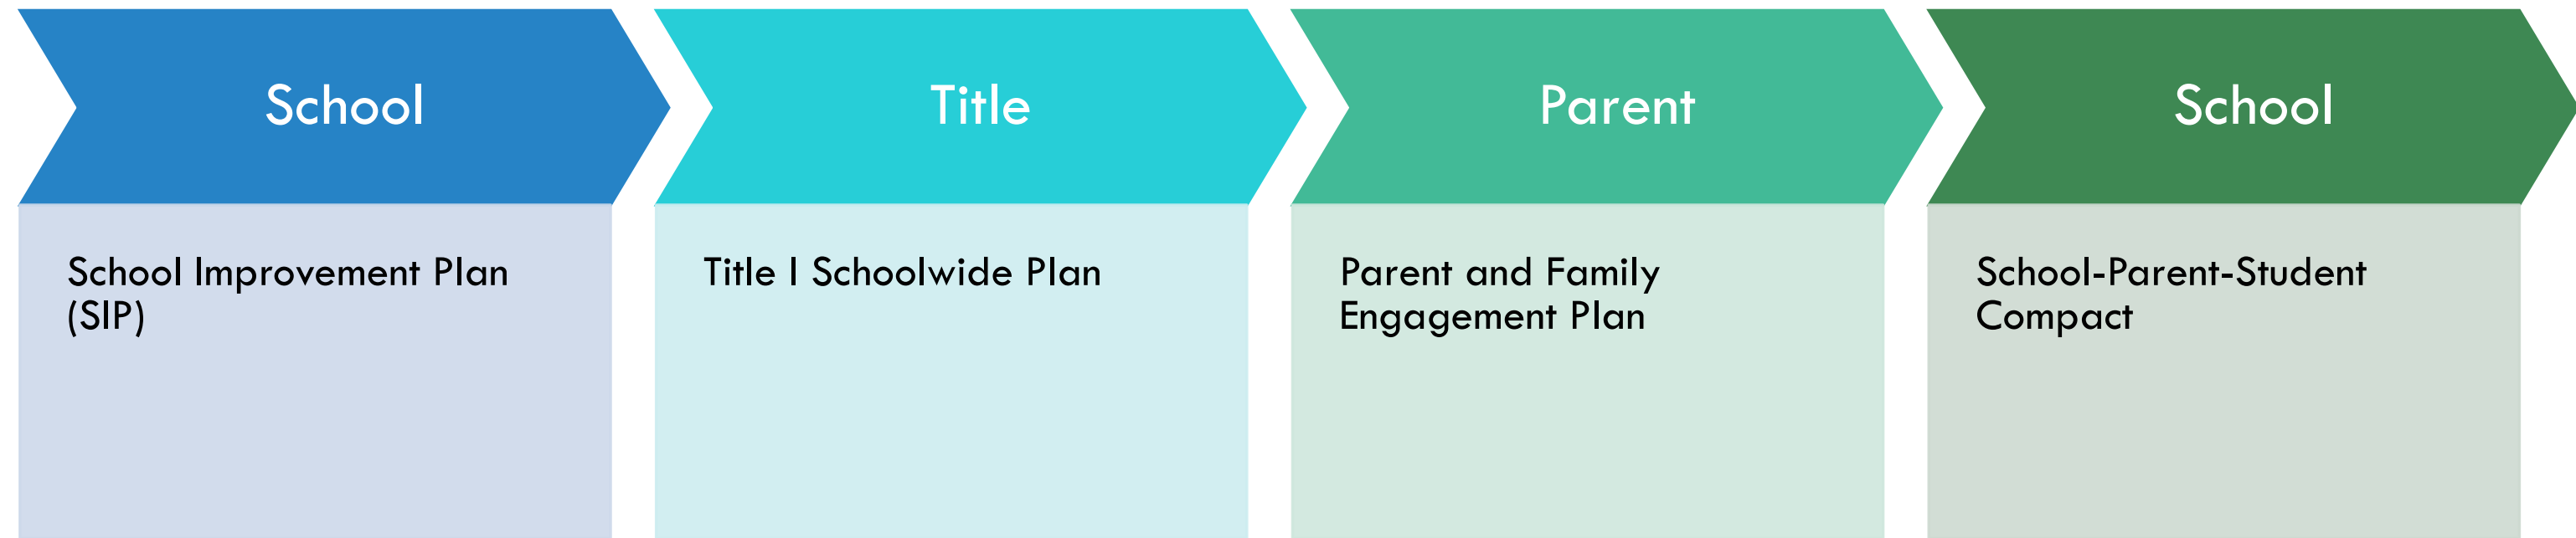 School
School Improvement Plan
(SIP)
Title
Title I Schoolwide Plan
Parent
Parent and Family
Engagement Plan
School
School-Parent-Student
Compact